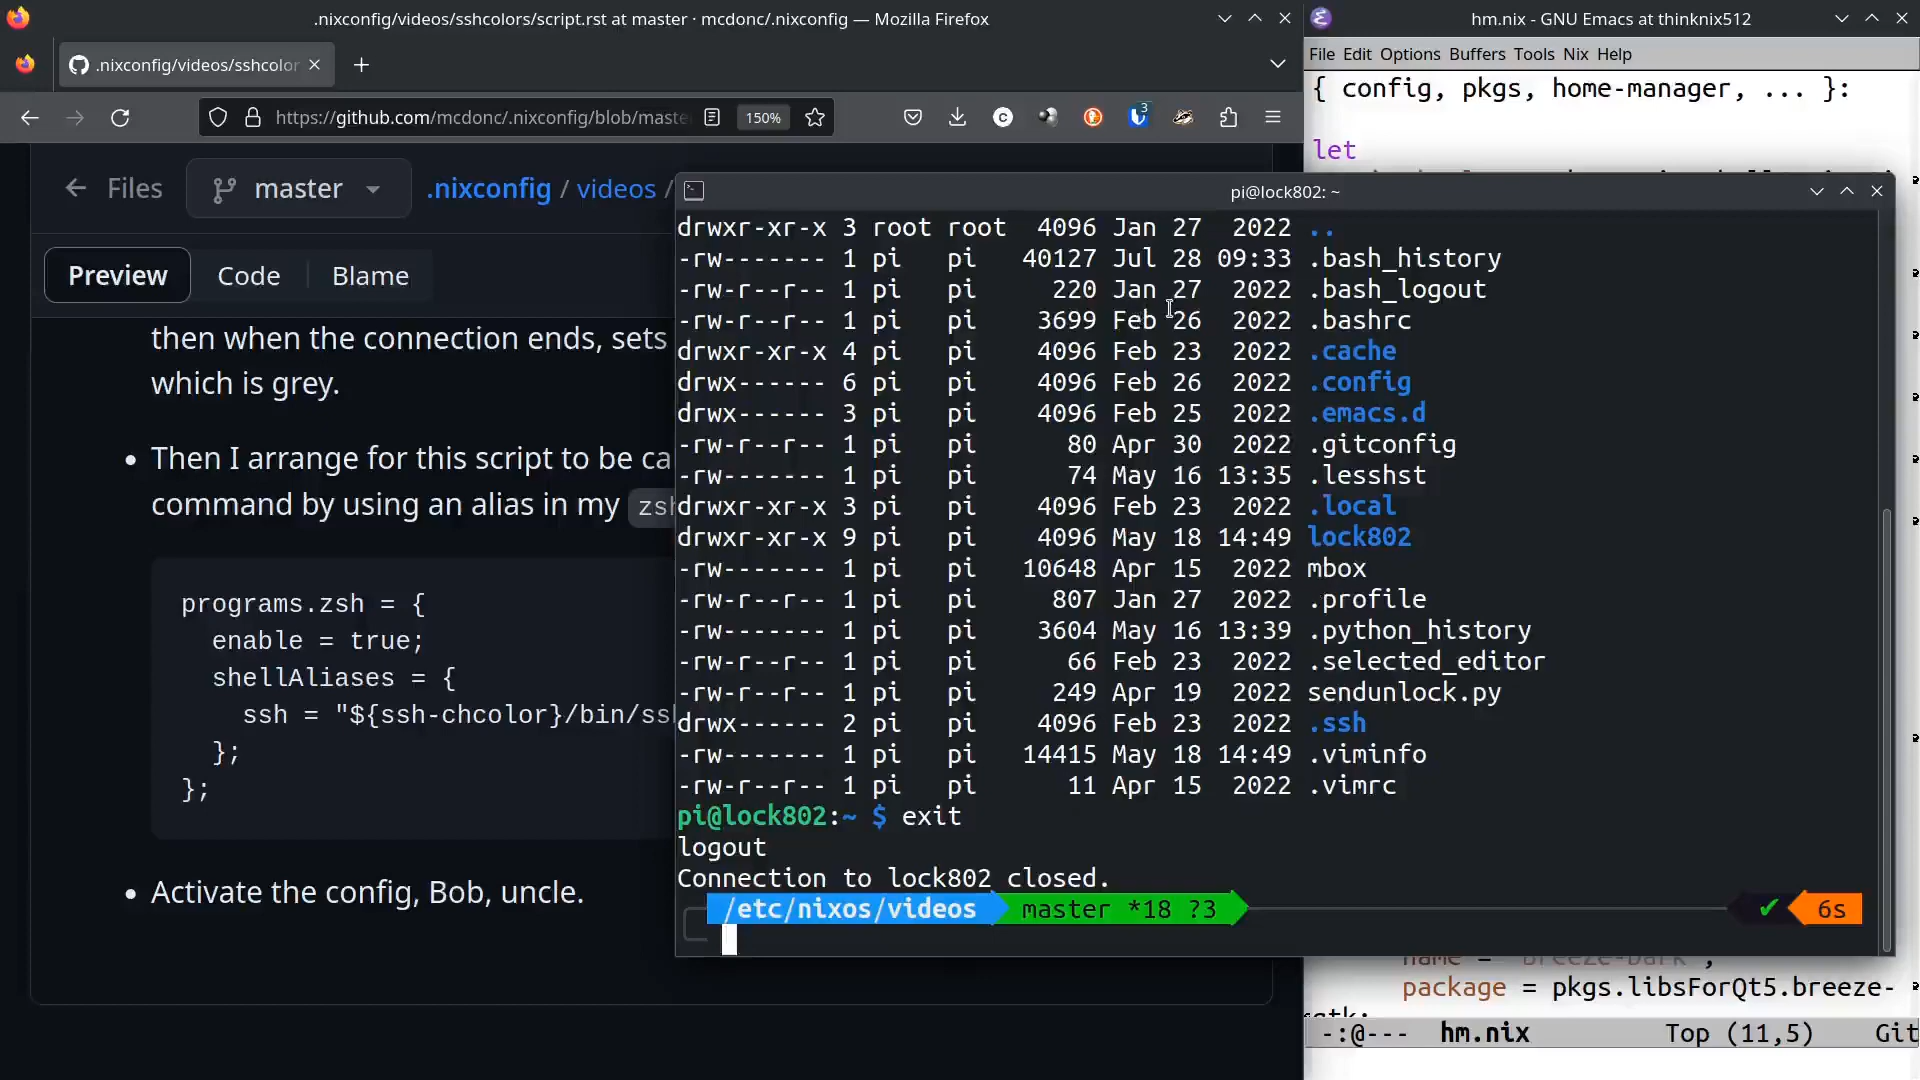 .nixconfig/videos/sshcolors/script.rst at master · mcdonc/.nixconfig — Mozilla Firefox
.nixconfig/videos/sshcolor
https://github.com/mcdonc/.nixconfig/blob/maste
150%
3
Files
master
.nixconfig / videos /
Preview
Code
Blame
then when the connection ends, sets
which is grey.
• Then I arrange for this script to be ca
command by using an alias in my zsh
programs.zsh = {
enable = true;
shellAliases = {
ssh = "${ssh-chcolor}/bin/ssh
};
};
• Activate the config, Bob, uncle.
hm.nix - GNU Emacs at thinknix512
File Edit Options Buffers Tools Nix Help
{ config, pkgs, home-manager, ... }:
let
pi@lock802: ~
drwxr-xr-x 3 root root 4096 Jan 27 2022 ..
-rw------- 1 pi pi 40127 Jul 28 09:33 .bash_history
-rw-r--r-- 1 pi pi 220 Jan 27 2022 .bash_logout
-rw-r--r-- 1 pi pi 3699 Feb 26 2022 .bashrc
drwxr-xr-x 4 pi pi 4096 Feb 23 2022 .cache
drwx------ 6 pi pi 4096 Feb 26 2022 .config
drwx------ 3 pi pi 4096 Feb 25 2022 .emacs.d
-rw-r--r-- 1 pi pi 80 Apr 30 2022 .gitconfig
-rw------- 1 pi pi 74 May 16 13:35 .lesshst
drwxr-xr-x 3 pi pi 4096 Feb 23 2022 .local
drwxr-xr-x 9 pi pi 4096 May 18 14:49 lock802
-rw------- 1 pi pi 10648 Apr 15 2022 mbox
-rw-r--r-- 1 pi pi 807 Jan 27 2022 .profile
-rw------- 1 pi pi 3604 May 16 13:39 .python_history
-rw-r--r-- 1 pi pi 66 Feb 23 2022 .selected_editor
-rw-r--r-- 1 pi pi 249 Apr 19 2022 sendunlock.py
drwx------ 2 pi pi 4096 Feb 23 2022 .ssh
-rw------- 1 pi pi 14415 May 18 14:49 .viminfo
-rw-r--r-- 1 pi pi 11 Apr 15 2022 .vimrc
pi@lock802:~ $ exit
logout
Connection to lock802 closed.
/etc/nixos/videos master *18 ?3 ✔ 6s
name = "Breeze-Dark";
package = pkgs.libsForQt5.breeze-
gtk;
-:@--- hm.nix Top (11,5) Git